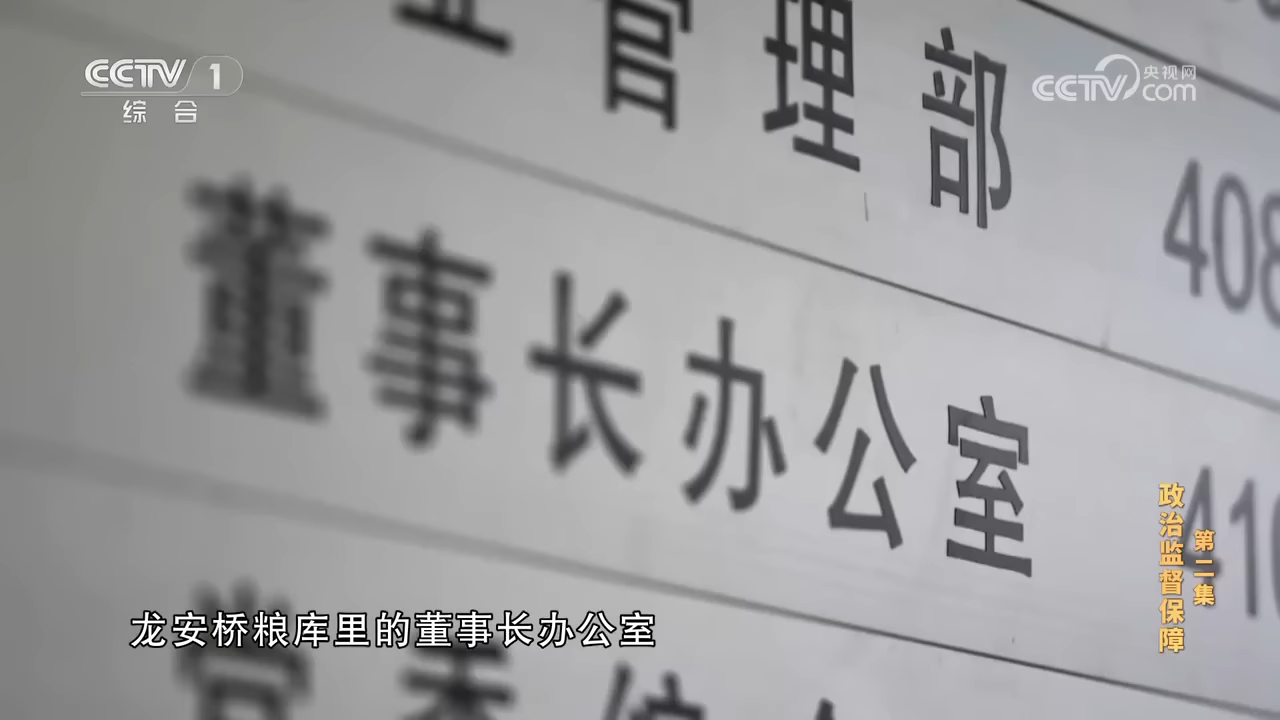 CCTV 1
综合
央视网
CCTV com
管理部 408
董事长办公室 410
龙安桥粮库里的董事长办公室
第二集
政治监督保障